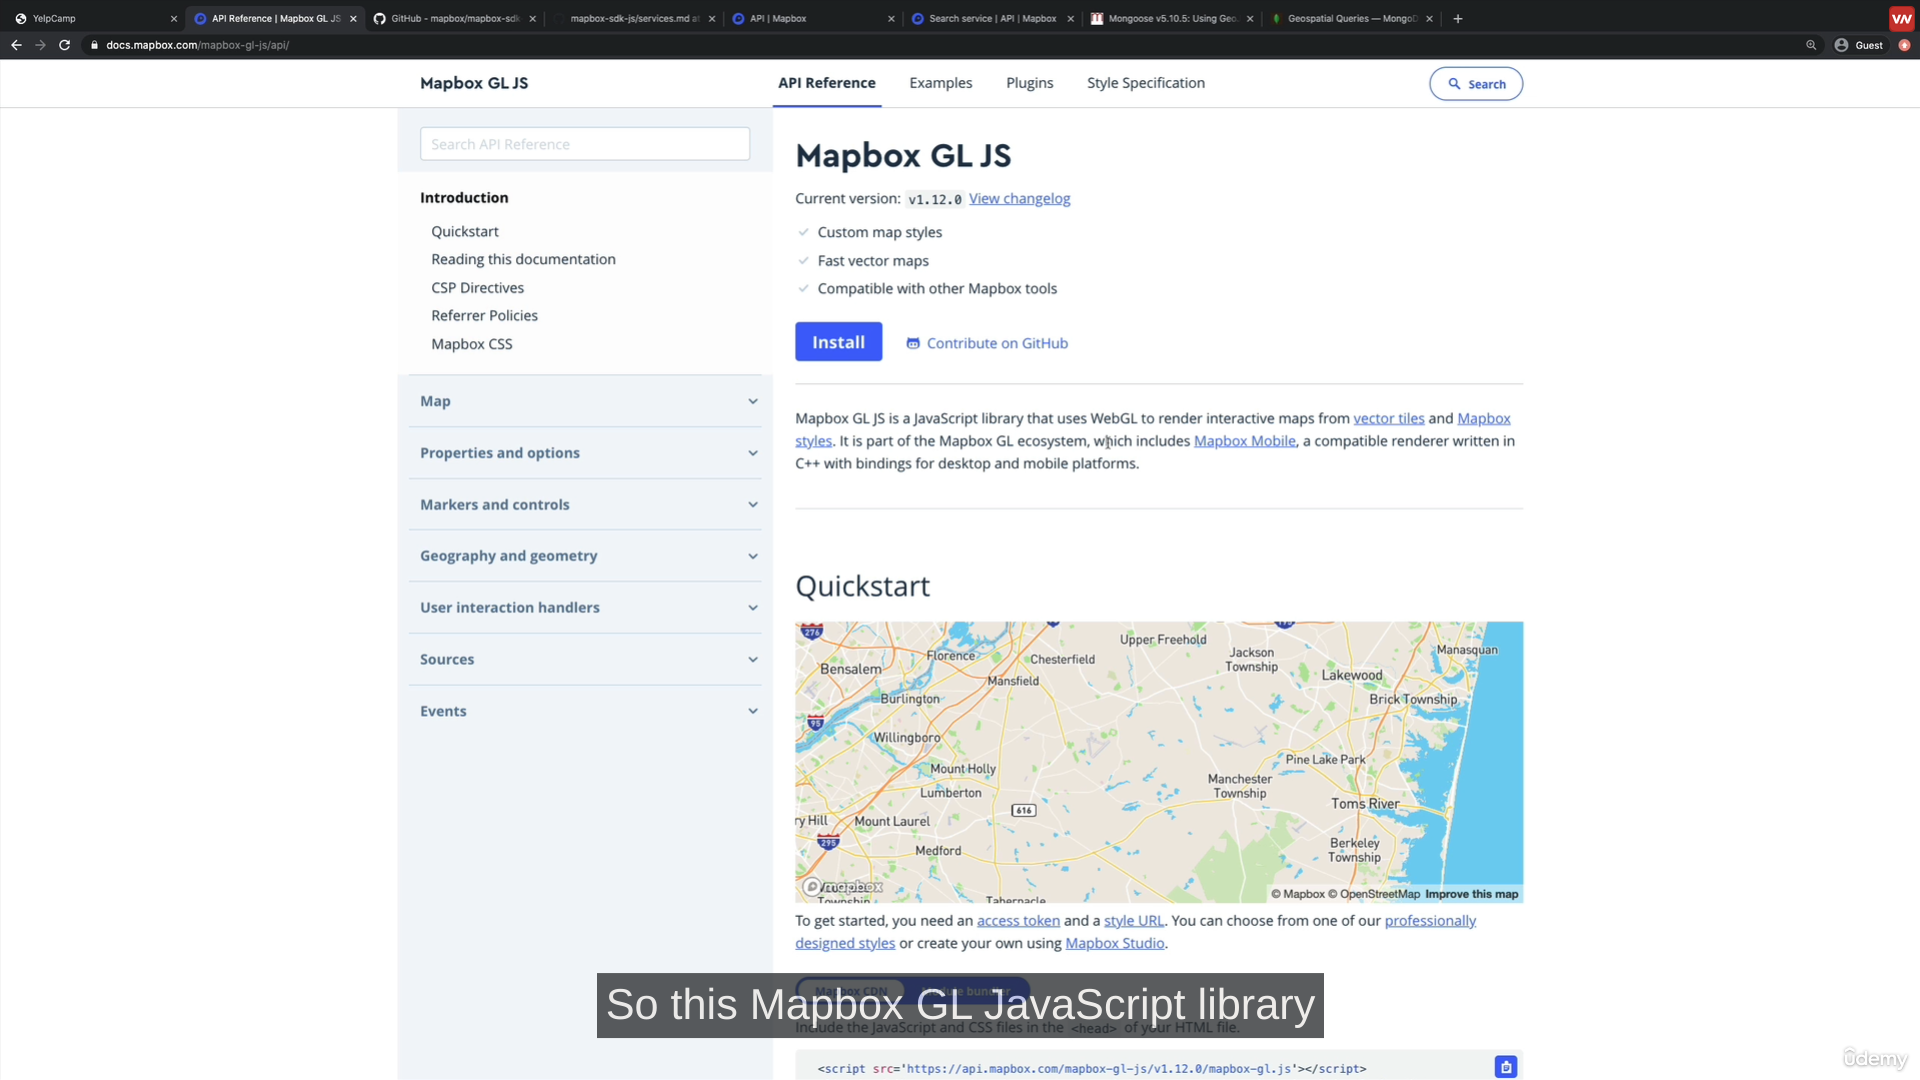 YelpCamp
API Reference | Mapbox GL JS
GitHub - mapbox/mapbox-sdk
mapbox-sdk-js/services.md at
API | Mapbox
Search service | API | Mapbox
Mongoose v5.10.5: Using Geo
Geospatial Queries — MongoD
docs.mapbox.com/mapbox-gl-js/api/
Guest
Mapbox GL JS
API Reference
Examples
Plugins
Style Specification
Search
Search API Reference
Introduction
Quickstart
Reading this documentation
CSP Directives
Referrer Policies
Mapbox CSS
Map
Properties and options
Markers and controls
Geography and geometry
User interaction handlers
Sources
Events
Mapbox GL JS
Current version: v1.12.0 View changelog
Custom map styles
Fast vector maps
Compatible with other Mapbox tools
Install
Contribute on GitHub
Mapbox GL JS is a JavaScript library that uses WebGL to render interactive maps from vector tiles and Mapbox
styles. It is part of the Mapbox GL ecosystem, which includes Mapbox Mobile, a compatible renderer written in
C++ with bindings for desktop and mobile platforms.
Quickstart
276
Upper Freehold
Florence
Chesterfield
Jackson
Township
Manasquan
Bensalem
Mansfield
Lakewood
Burlington
Brick Township
95
Willingboro
Pine Lake Park
Mount Holly
Manchester
Township
Lumberton
Toms River
616
ry Hill
Mount Laurel
295
Medford
Berkeley
Township
mapbox
Township
Tabernacle
© Mapbox © OpenStreetMap Improve this map
To get started, you need an access token and a style URL. You can choose from one of our professionally
designed styles or create your own using Mapbox Studio.
Mapbox CDN
Module bundler
So this Mapbox GL JavaScript library
Include the JavaScript and CSS files in the <head> of your HTML file.
<script src='https://api.mapbox.com/mapbox-gl-js/v1.12.0/mapbox-gl.js'></script>
udemy